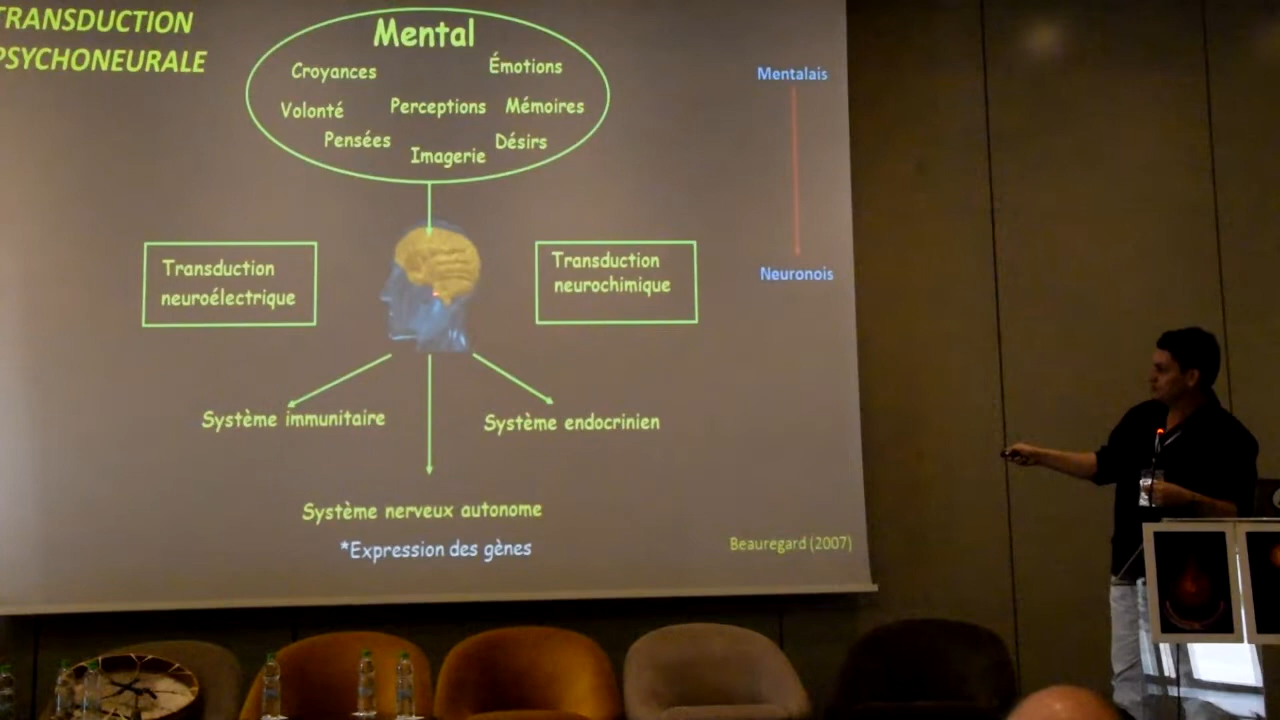 TRANSDUCTION
PSYCHONEURALE
Mental
Croyances
Émotions
Volonté
Perceptions
Mémoires
Pensées
Imagerie
Désirs
Mentalais
Neuronois
Transduction
neuroélectrique
Transduction
neurochimique
Système immunitaire
Système endocrinien
Système nerveux autonome
*Expression des gènes
Beauregard (2007)